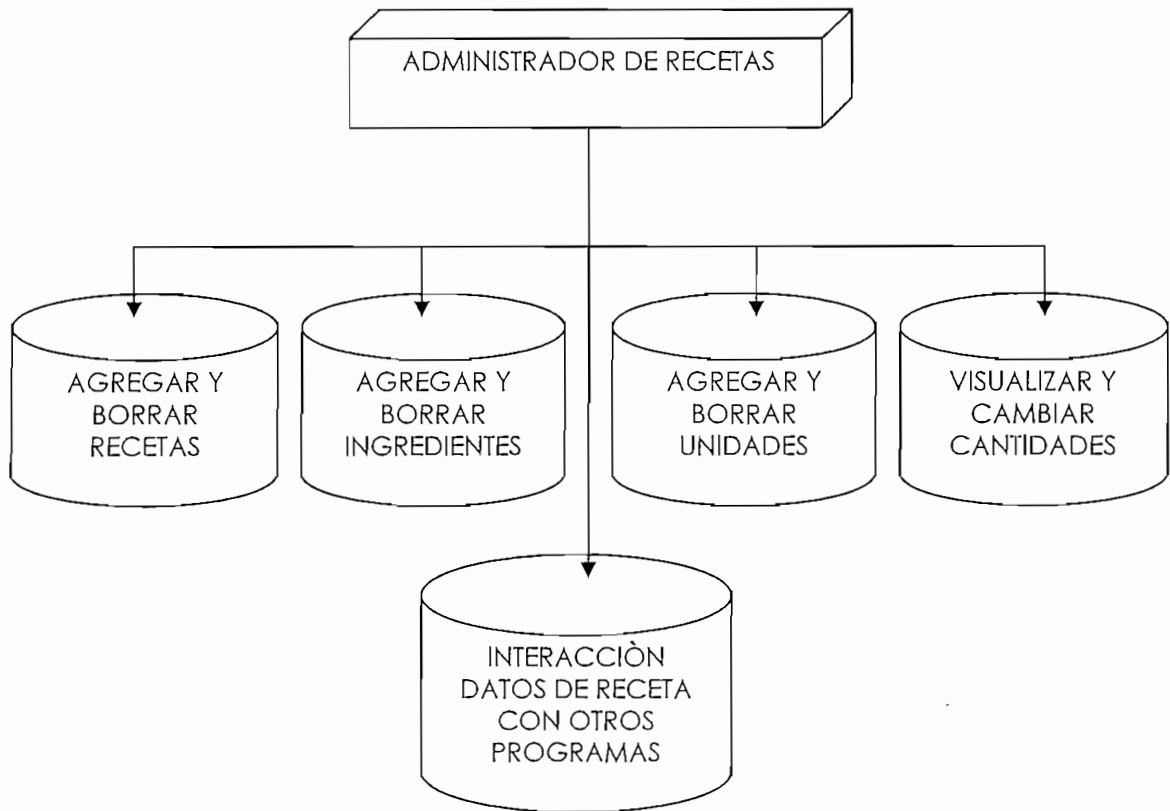 ADMINISTRADOR DE RECETAS
AGREGAR Y
BORRAR
RECETAS
AGREGAR Y
BORRAR
INGREDIENTES
AGREGAR Y
BORRAR
UNIDADES
VISUALIZAR Y
CAMBIAR
CANTIDADES
INTERACCIÒN
DATOS DE RECETA
CON OTROS
PROGRAMAS